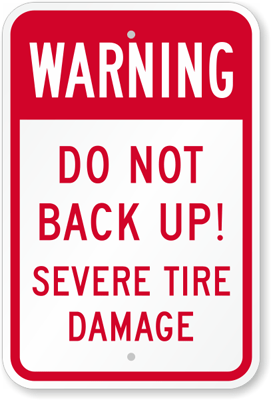 WARNING
DO NOT
BACK UP!
SEVERE TIRE
DAMAGE